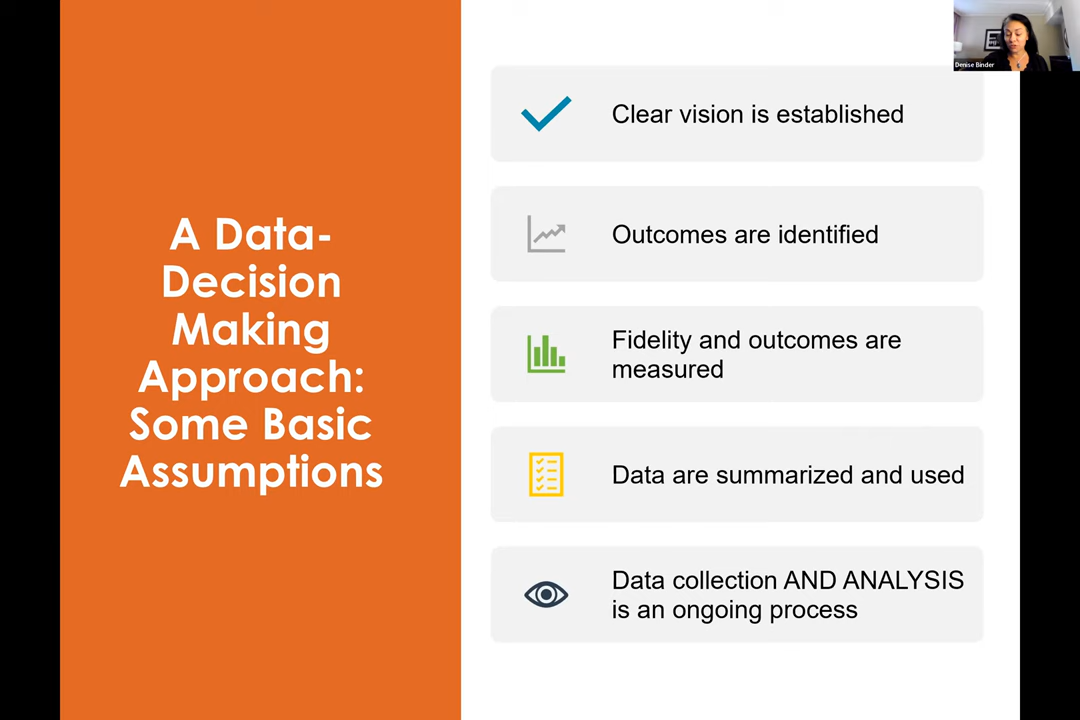 Denise Binder
A Data-
Decision
Making
Approach:
Some Basic
Assumptions
Clear vision is established
Outcomes are identified
Fidelity and outcomes are
measured
Data are summarized and used
Data collection AND ANALYSIS
is an ongoing process